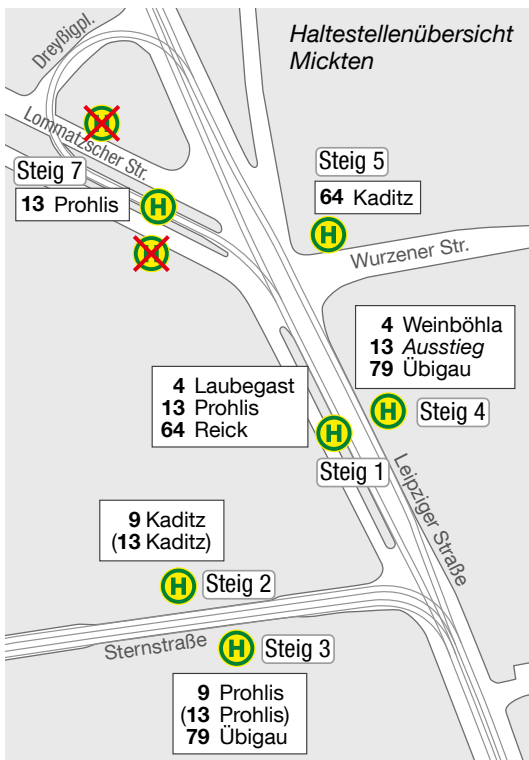 Haltestellenübersicht
Mickten
Dreyßigpl.
H
Lommatzscher Str.
Steig 7
13 Prohlis
H
H
Steig 5
64 Kaditz
H
Wurzener Str.
4 Weinböhla
13 Ausstieg
79 Übigau
H
Steig 4
4 Laubegast
13 Prohlis
64 Reick
H
Steig 1
Leipziger Straße
9 Kaditz
(13 Kaditz)
H
Steig 2
Sternstraße
H
Steig 3
9 Prohlis
(13 Prohlis)
79 Übigau